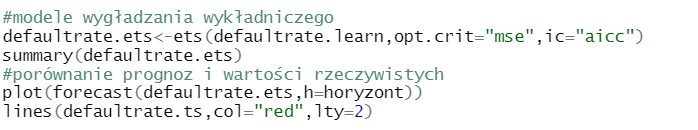 #modele wygładzania wykładniczego
defaultrate.ets<-ets(defaultrate.learn,opt.crit="mse",ic="aicc")
summary(defaultrate.ets)
#porównanie prognoz i wartości rzeczywistych
plot(forecast(defaultrate.ets,h=horyzont))
lines(defaultrate.ts,col="red",lty=2)